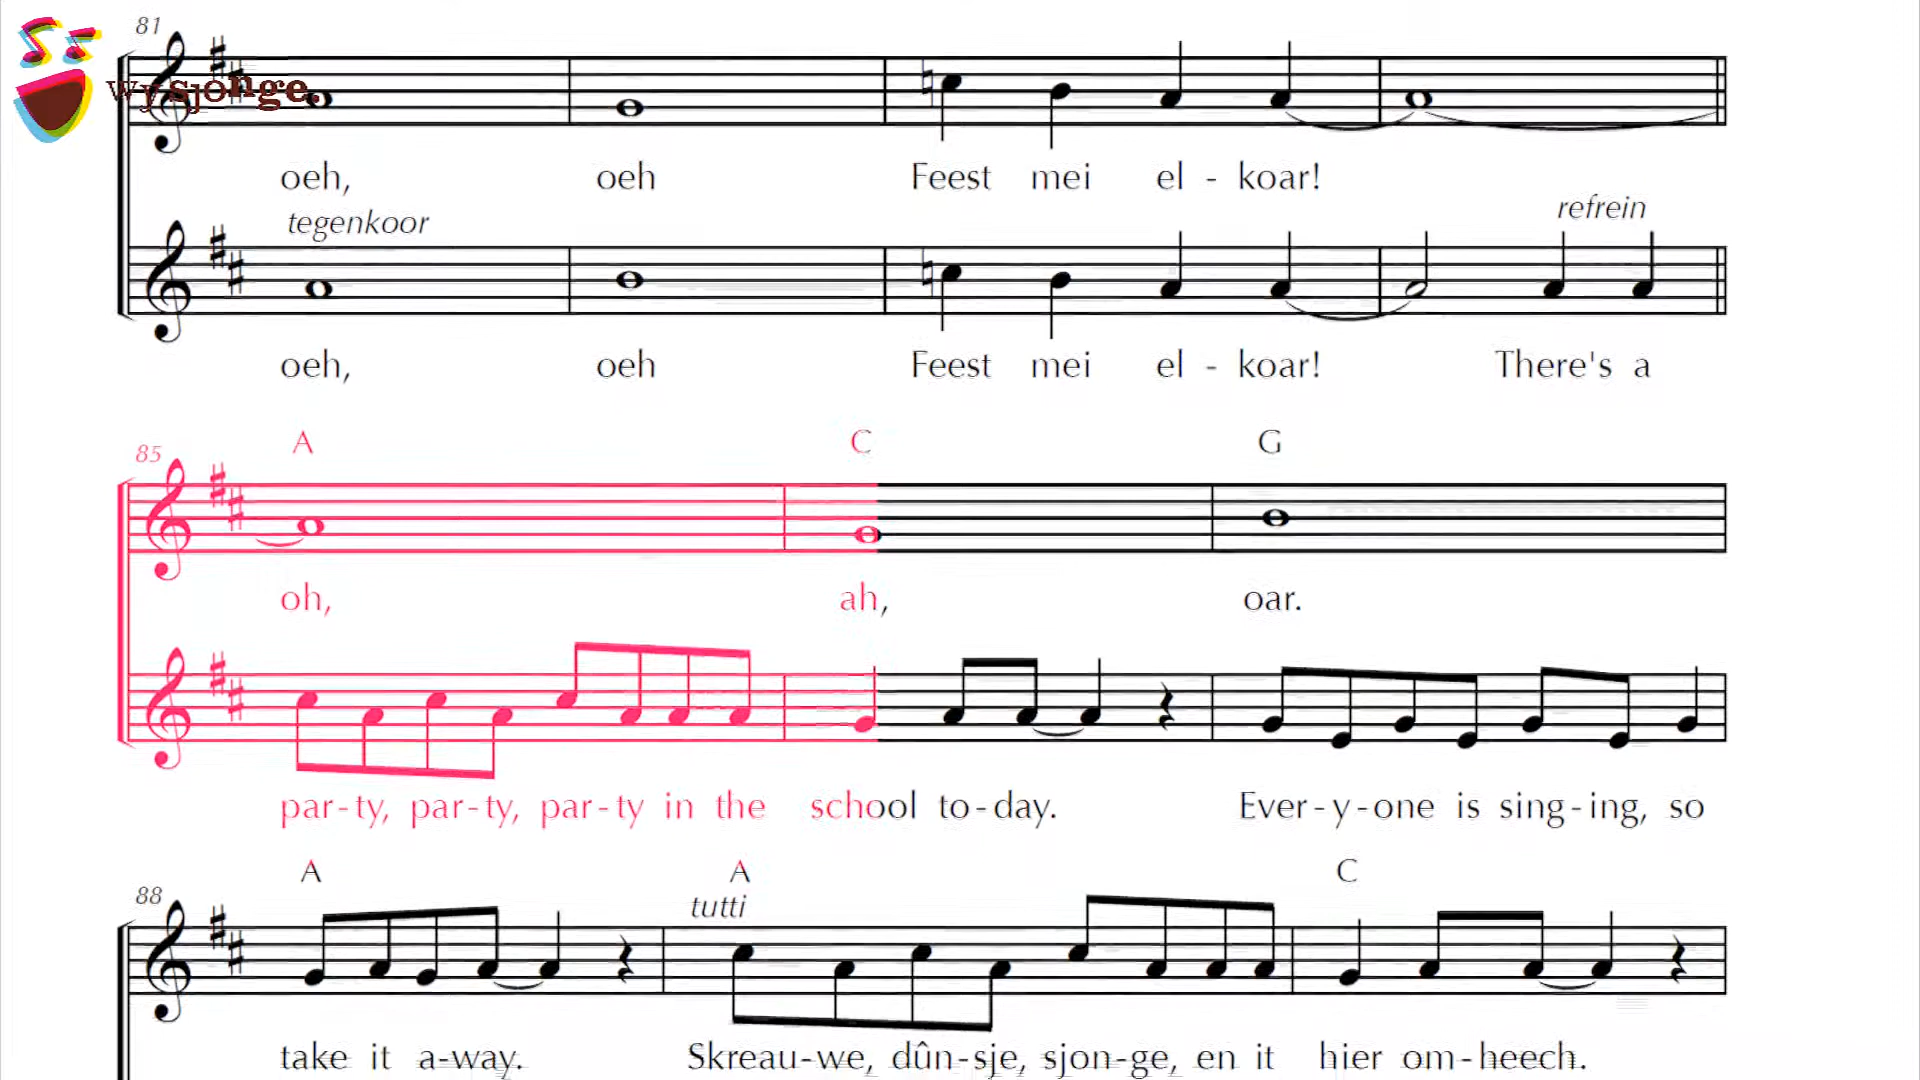 wysjonge.
81
oeh, oeh Feest mei el - koar!
tegenkoor refrein
oeh, oeh Feest mei el - koar! There's a
A C G
85
oh, ah, oar.
par - ty, par - ty, par - ty in the school to - day. Ever - y - one is sing - ing, so
A A C
88 tutti
take it a-way. Skreau-we, dûn-sje, sjon-ge, en it hier om-heech.